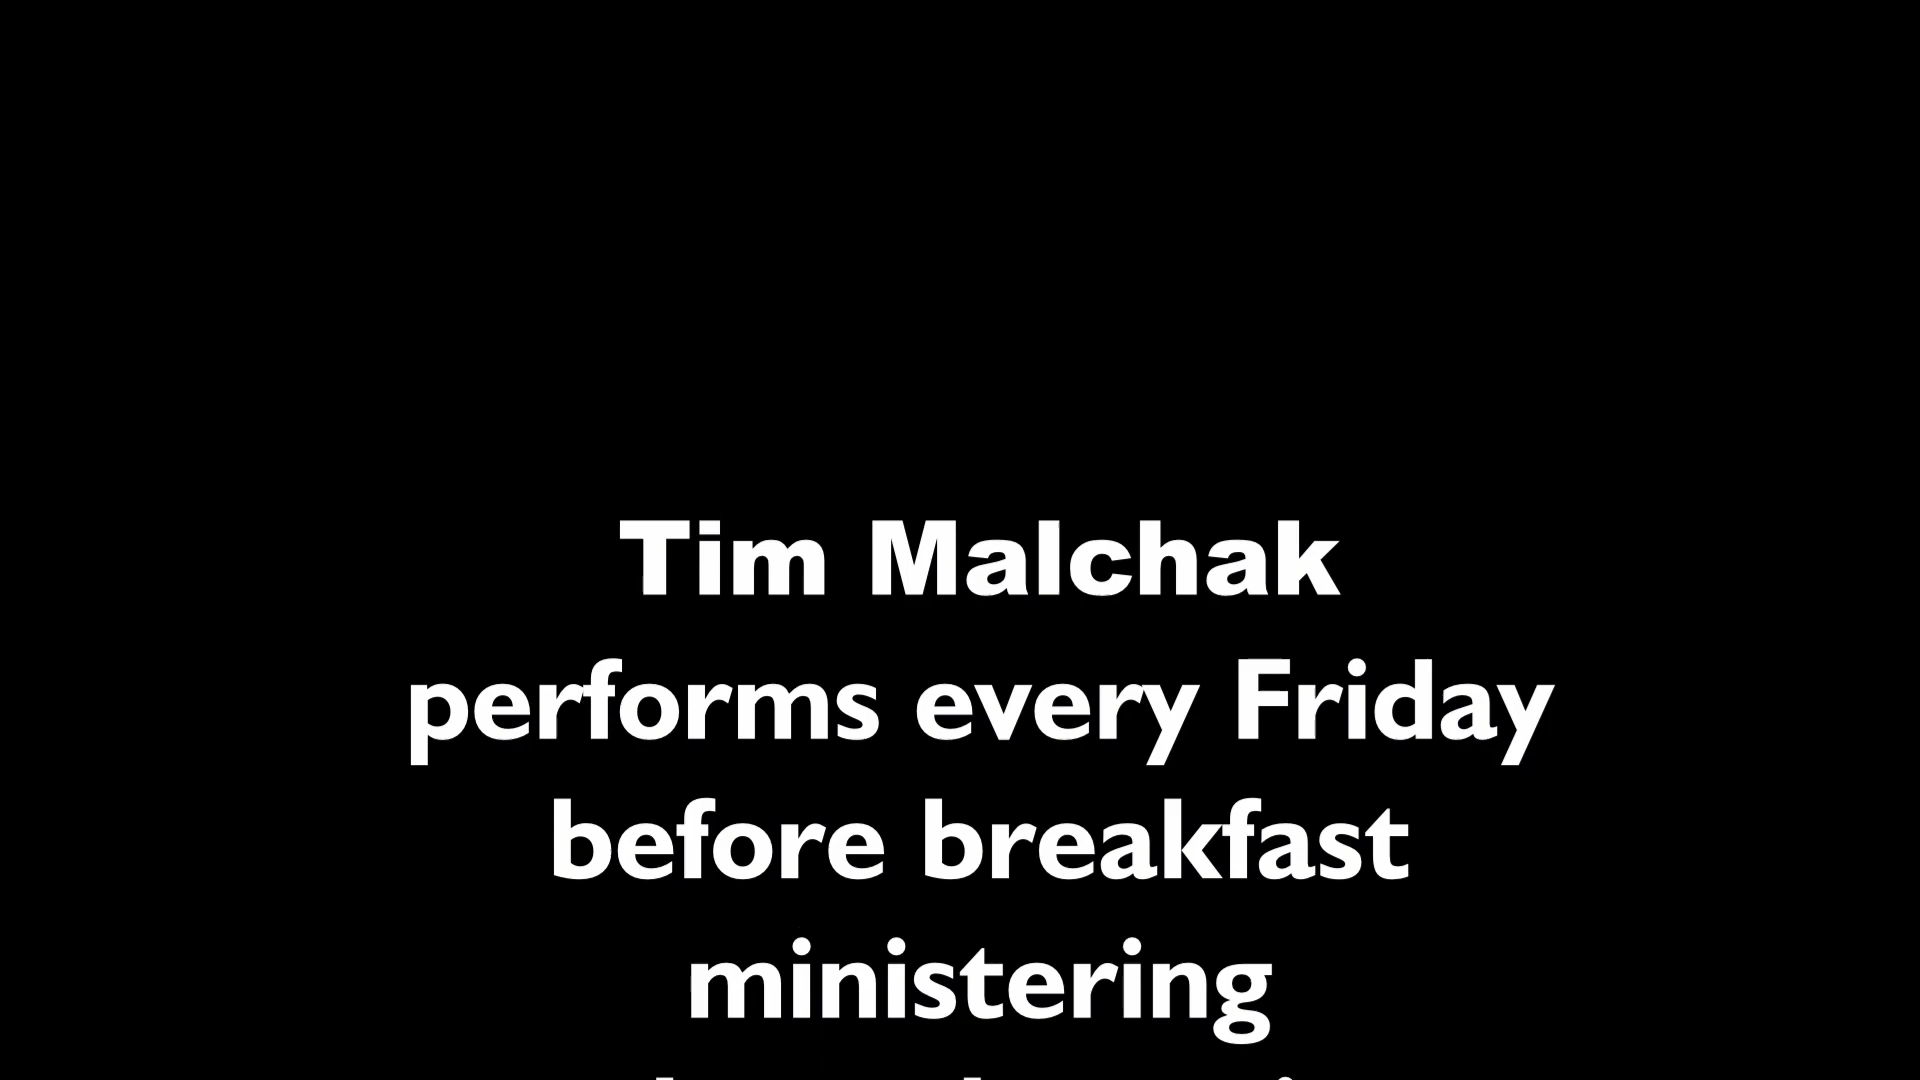 Tim Malchak
performs every Friday
before breakfast
ministering